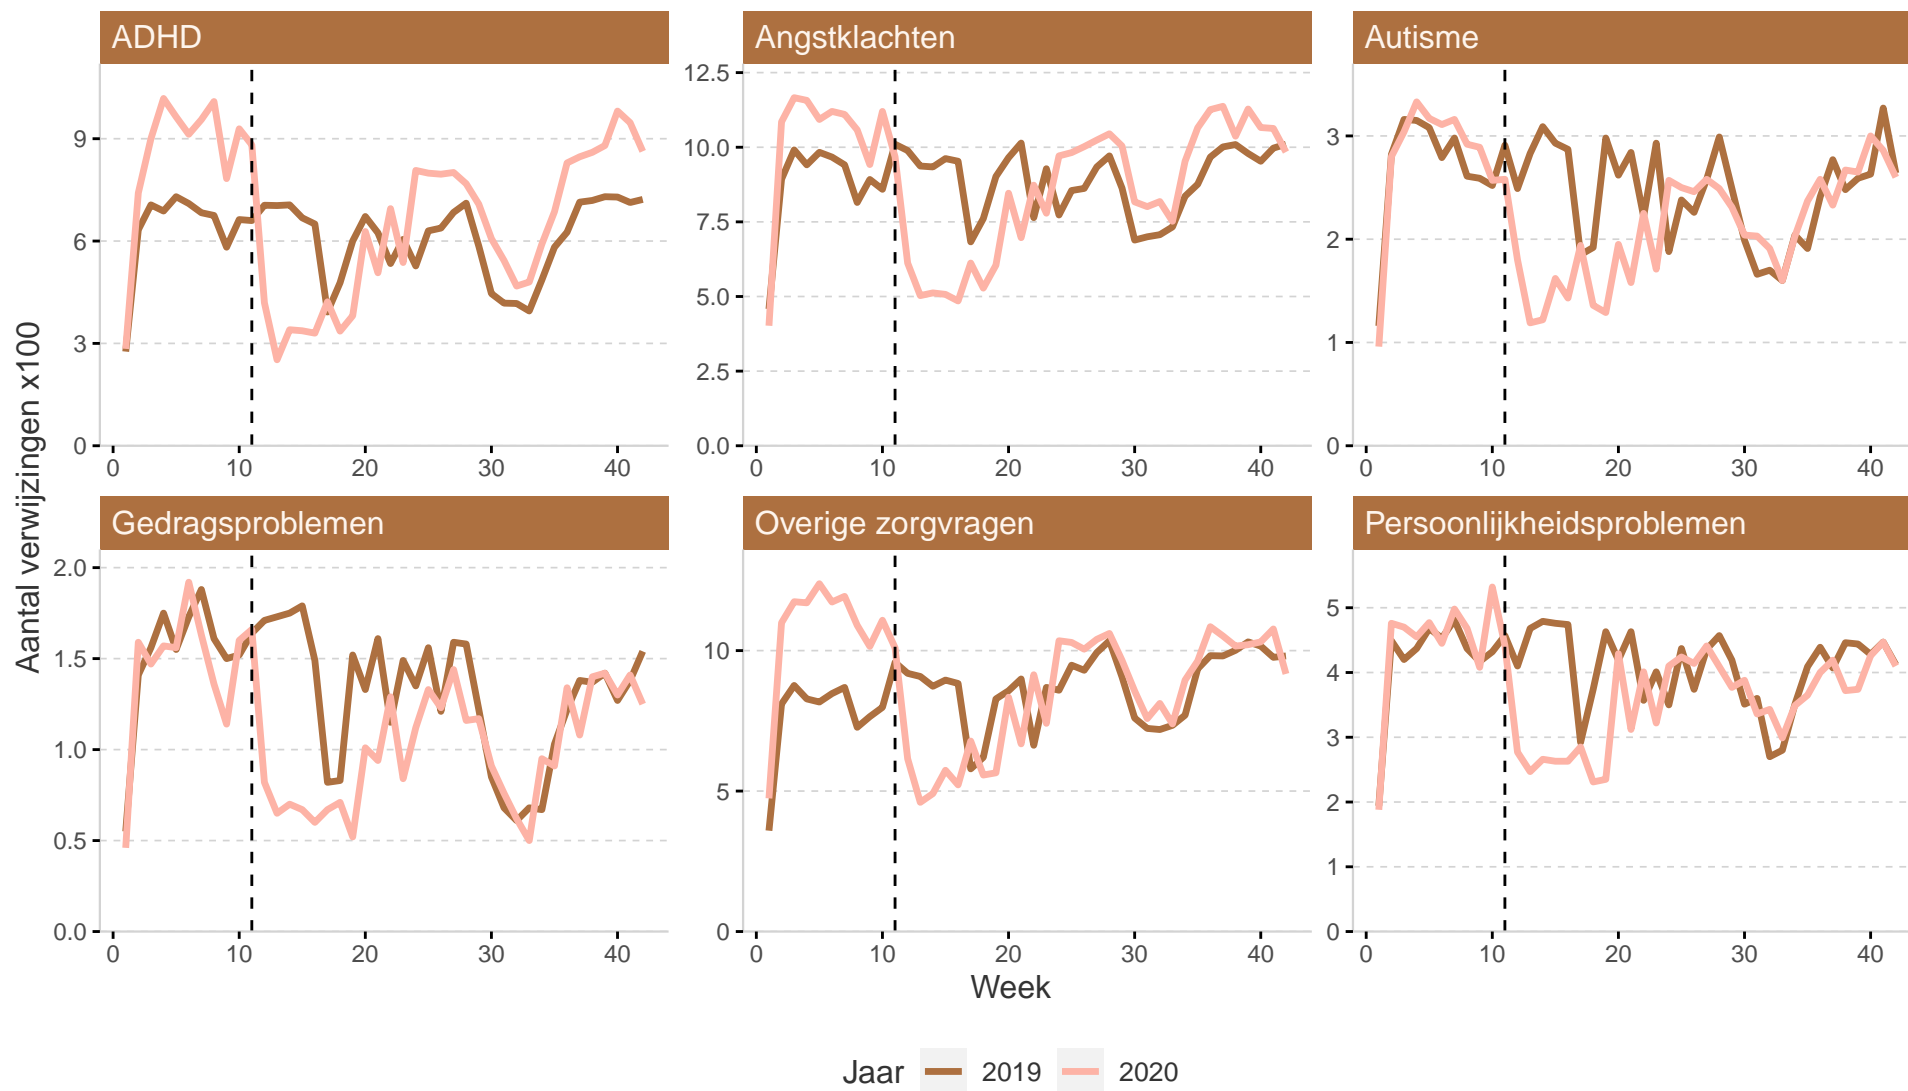 ADHD
Angstklachten
Autisme
9
6
3
0
12.5
10.0
7.5
5.0
2.5
0.0
3
2
1
0
0 10 20 30 40
0 10 20 30 40
0 10 20 30 40
Aantal verwijzingen x100
Gedragsproblemen
Overige zorgvragen
Persoonlijkheidsproblemen
2.0
1.5
1.0
0.5
0.0
10
5
0
5
4
3
2
1
0
0 10 20 30 40
0 10 20 30 40
0 10 20 30 40
Week
Jaar 2019 2020